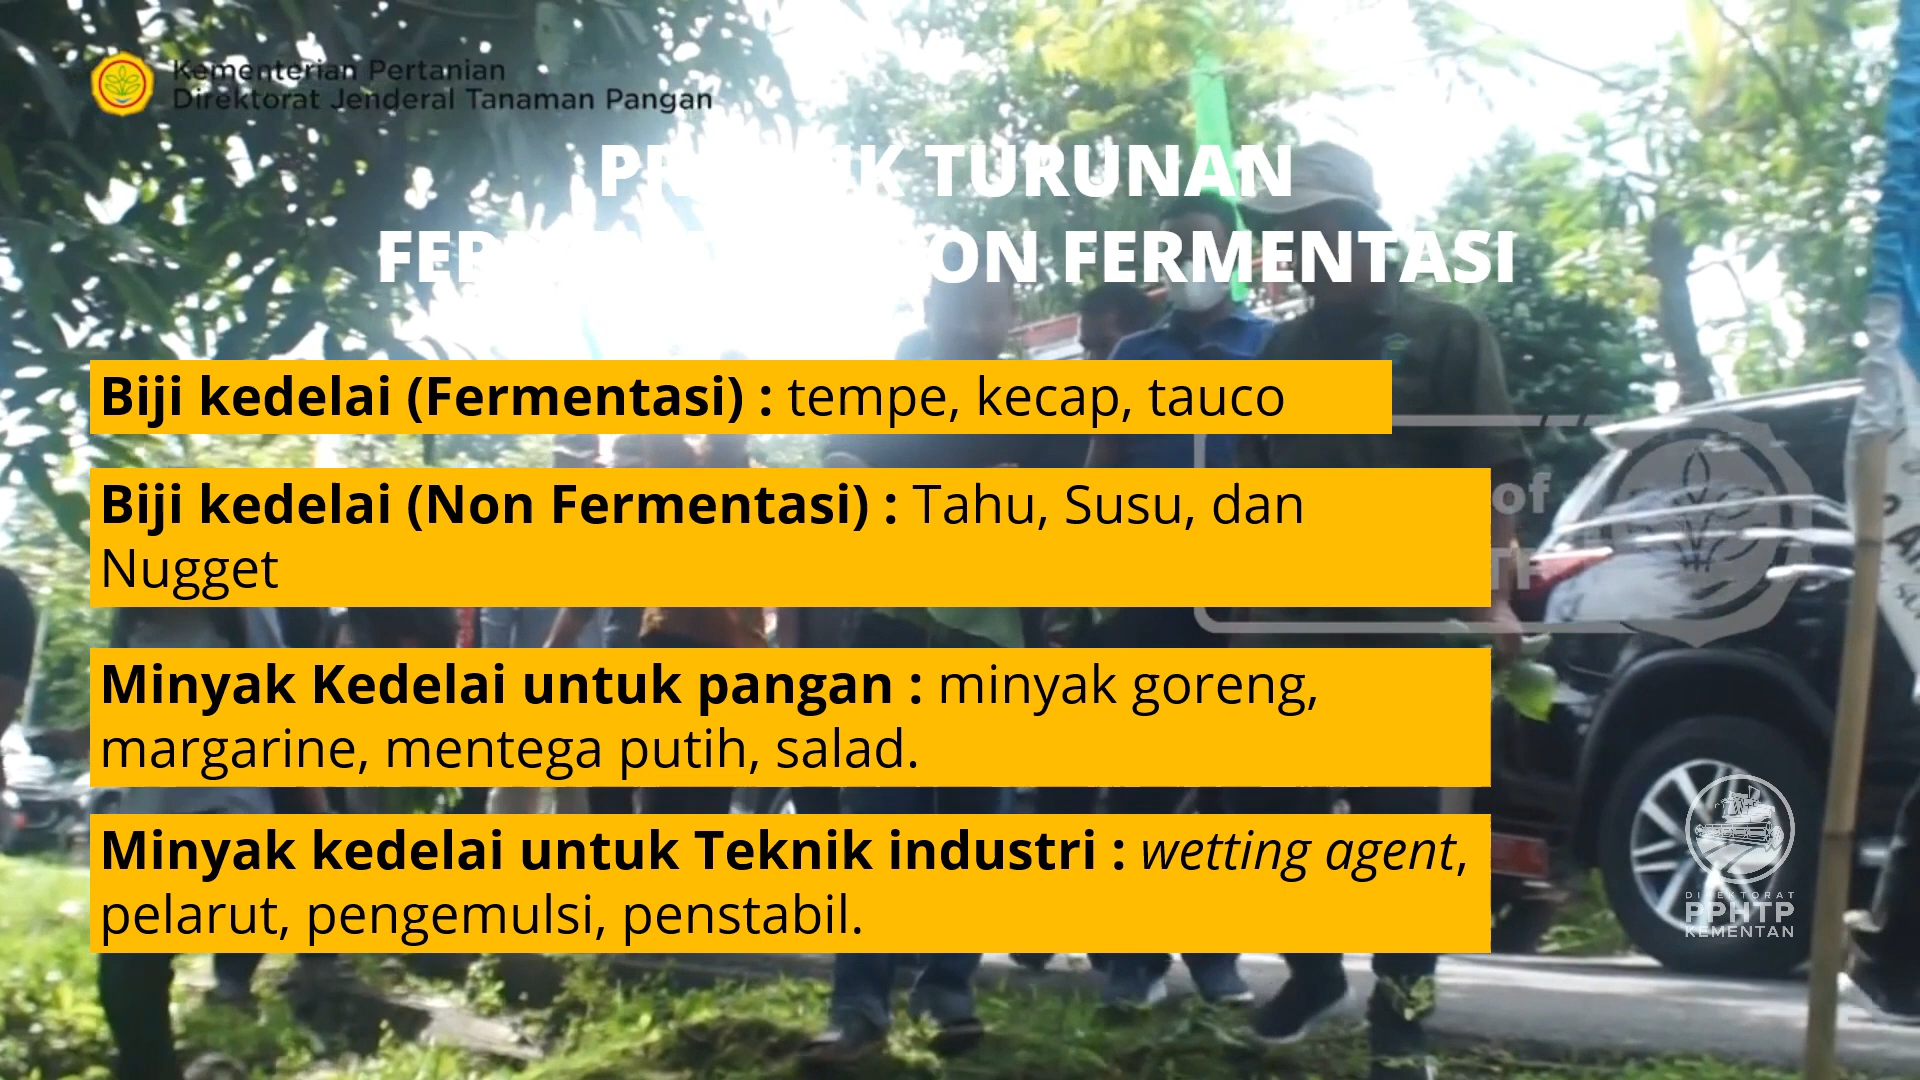 Kementerian Pertanian
Direktorat Jenderal Tanaman Pangan
TURUNAN
FERMENTASI
Biji kedelai (Fermentasi) : tempe, kecap, tauco
Biji kedelai (Non Fermentasi) : Tahu, Susu, dan
Nugget
of
Minyak Kedelai untuk pangan : minyak goreng,
margarine, mentega putih, salad.
Minyak kedelai untuk Teknik industri : wetting agent,
pelarut, pengemulsi, penstabil.
DIREKTORAT
PPHTP
KEMENTAN